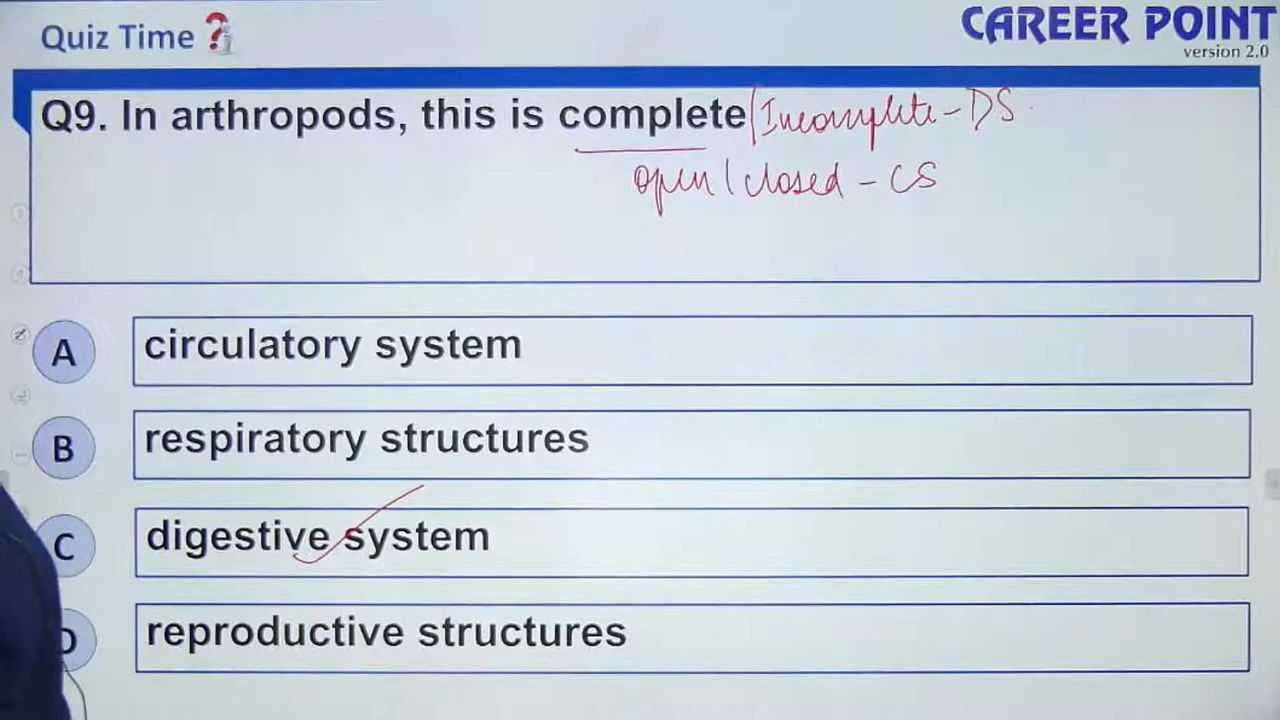 Quiz Time
CAREER POINT
version 2.0
Q9. In arthropods, this is complete/Incomplete-DS
open/closed - CS
A circulatory system
B respiratory structures
C digestive system
D reproductive structures